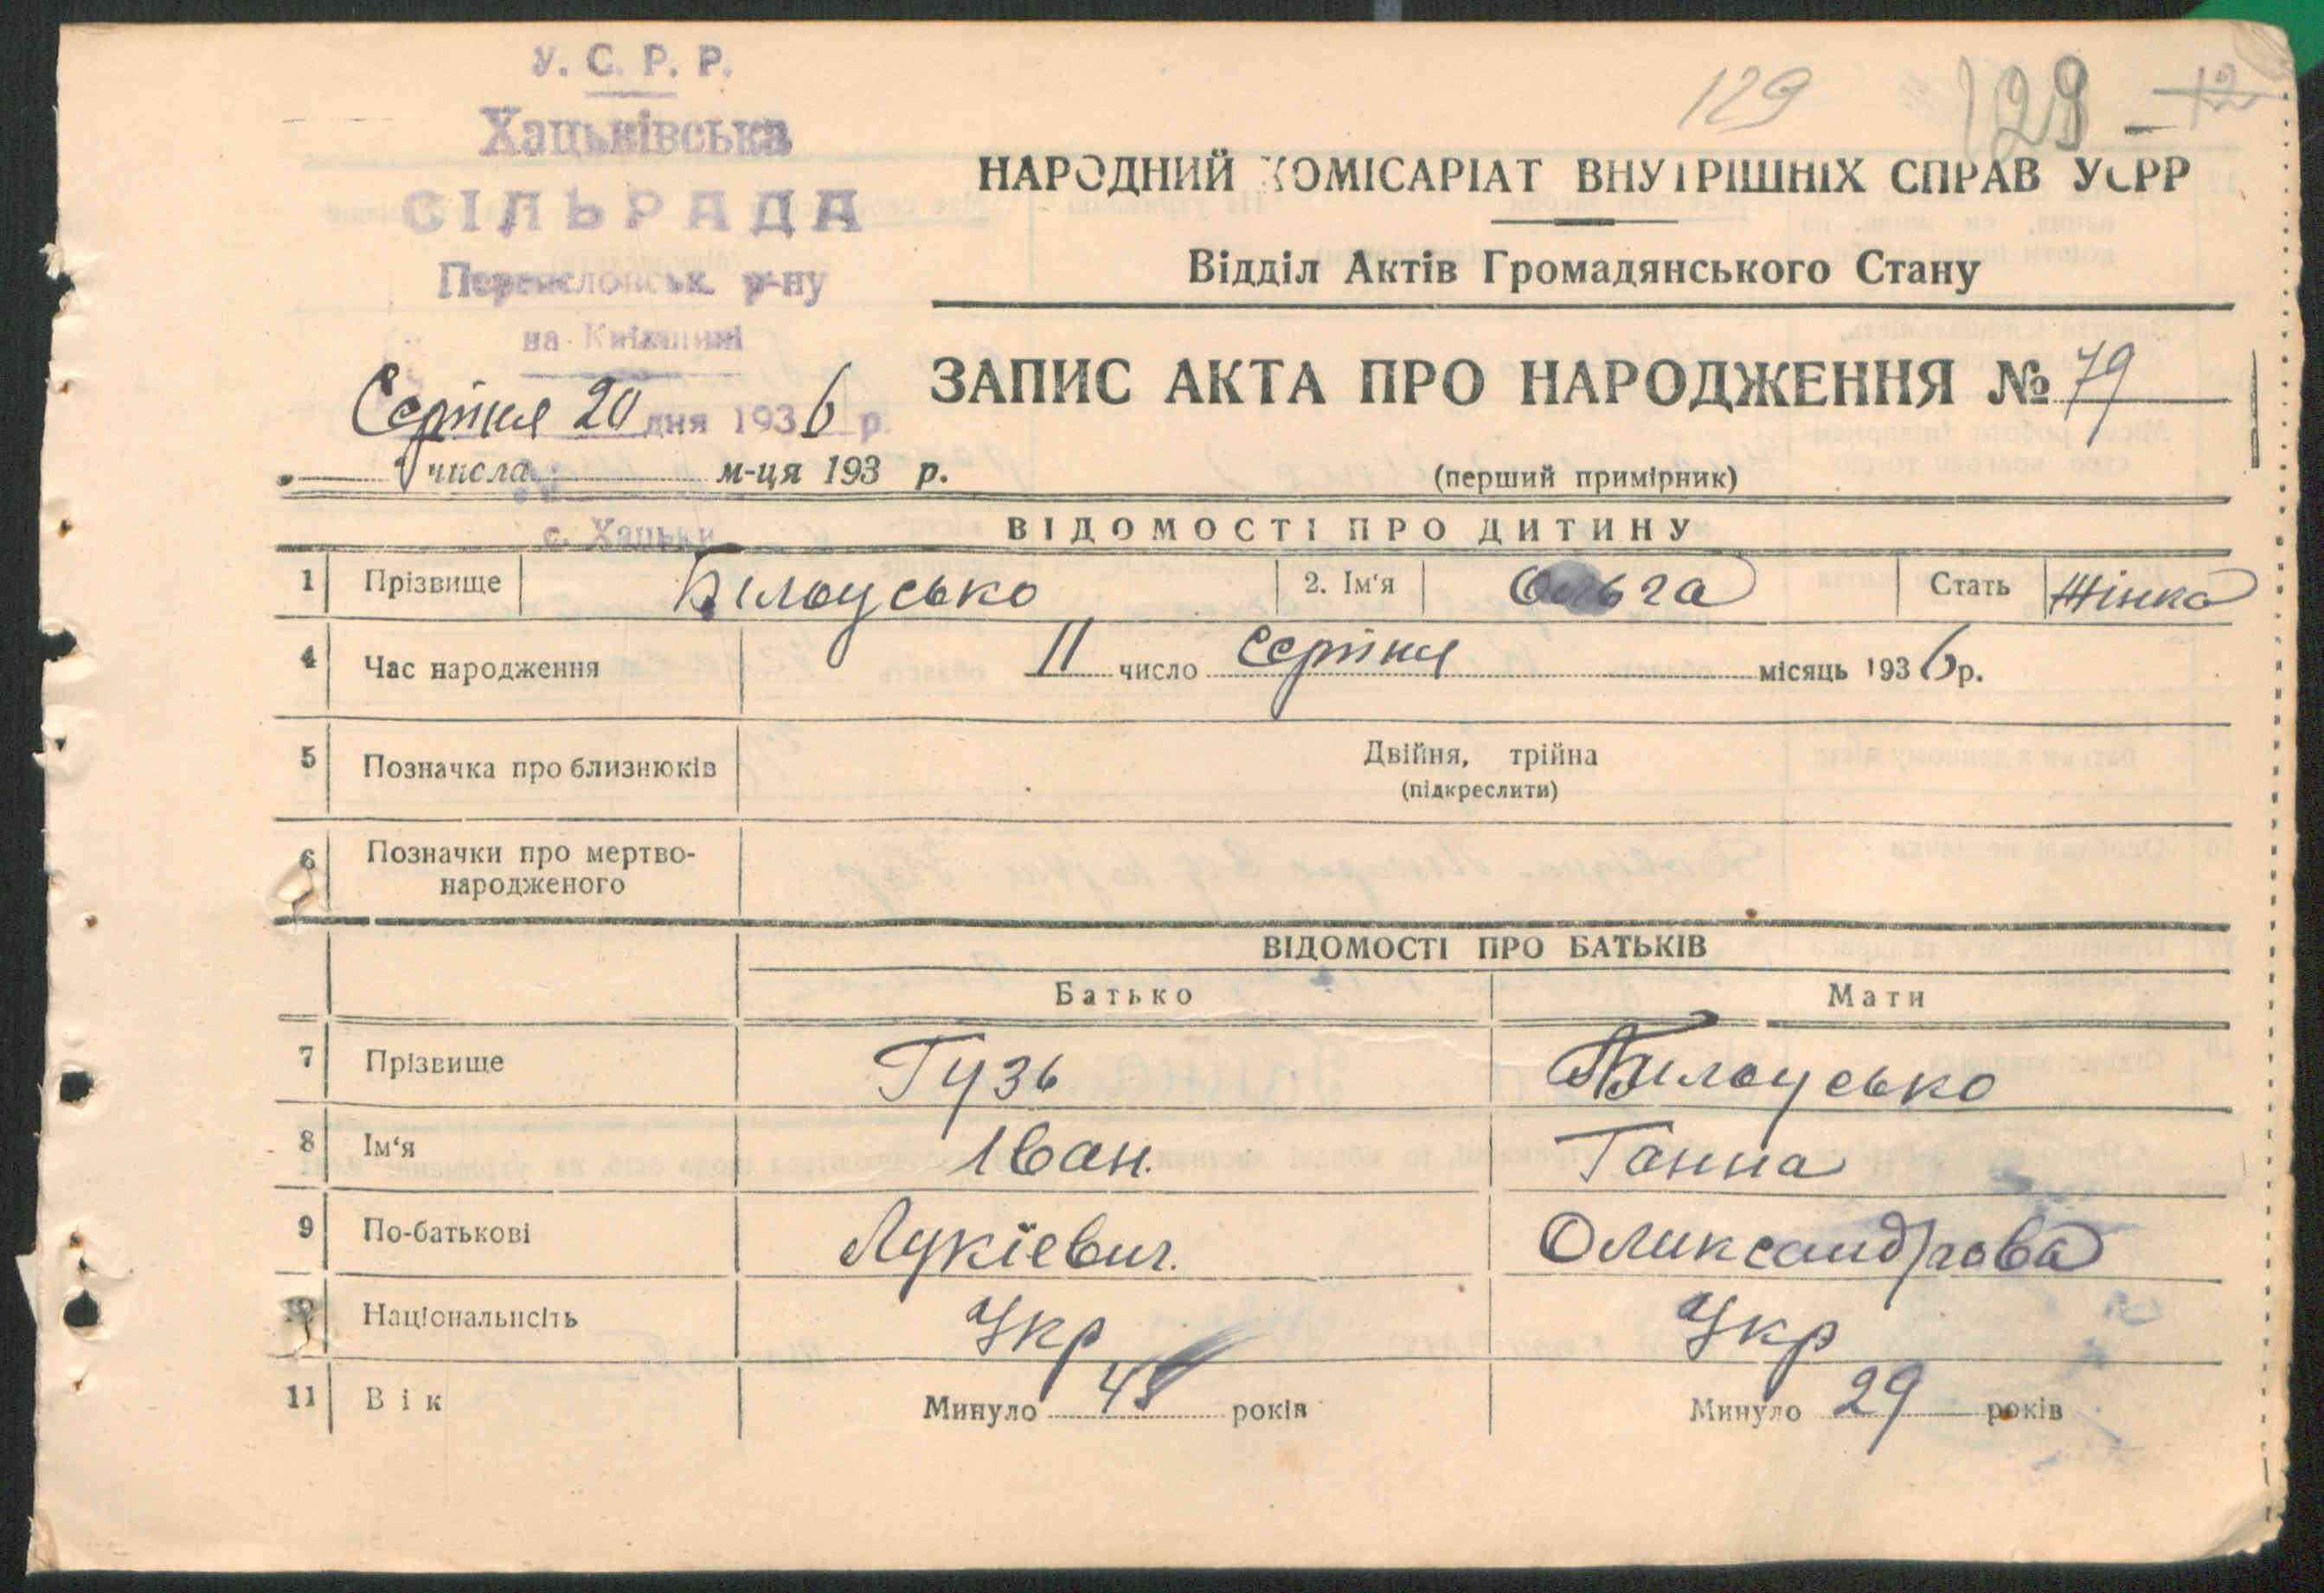 У. С. Р. Р.
Хацьківська
СІЛЬРАДА
р-ну
на Київщині
Серпня 20 дня 1936 р.
числа м-ця 193 р.
с. Хацьки
129 129 12
НАРОДНИЙ КОМІСАРІАТ ВНУТРІШНІХ СПРАВ УСРР
Відділ Актів Громадянського Стану
ЗАПИС АКТА ПРО НАРОДЖЕННЯ № 79
(перший примірник)
ВІДОМОСТІ ПРО ДИТИНУ
1 Прізвище Білоусько 2. Ім'я Ольга Стать Жінка
4 Час народження 11 число Серпня місяць 1936 р.
5 Позначка про близнюків Двійня, трійна
(підкреслити)
6 Позначки про мертво-
народженого
ВІДОМОСТІ ПРО БАТЬКІВ
Батько Мати
7 Прізвище Гузь Билоусько
8 Ім'я Іван. Ганна
9 По-батькові Лукієвич. Оликсандрова
10 Національнсіть Укр Укр
11 Вік Минуло 45 років Минуло 29 років